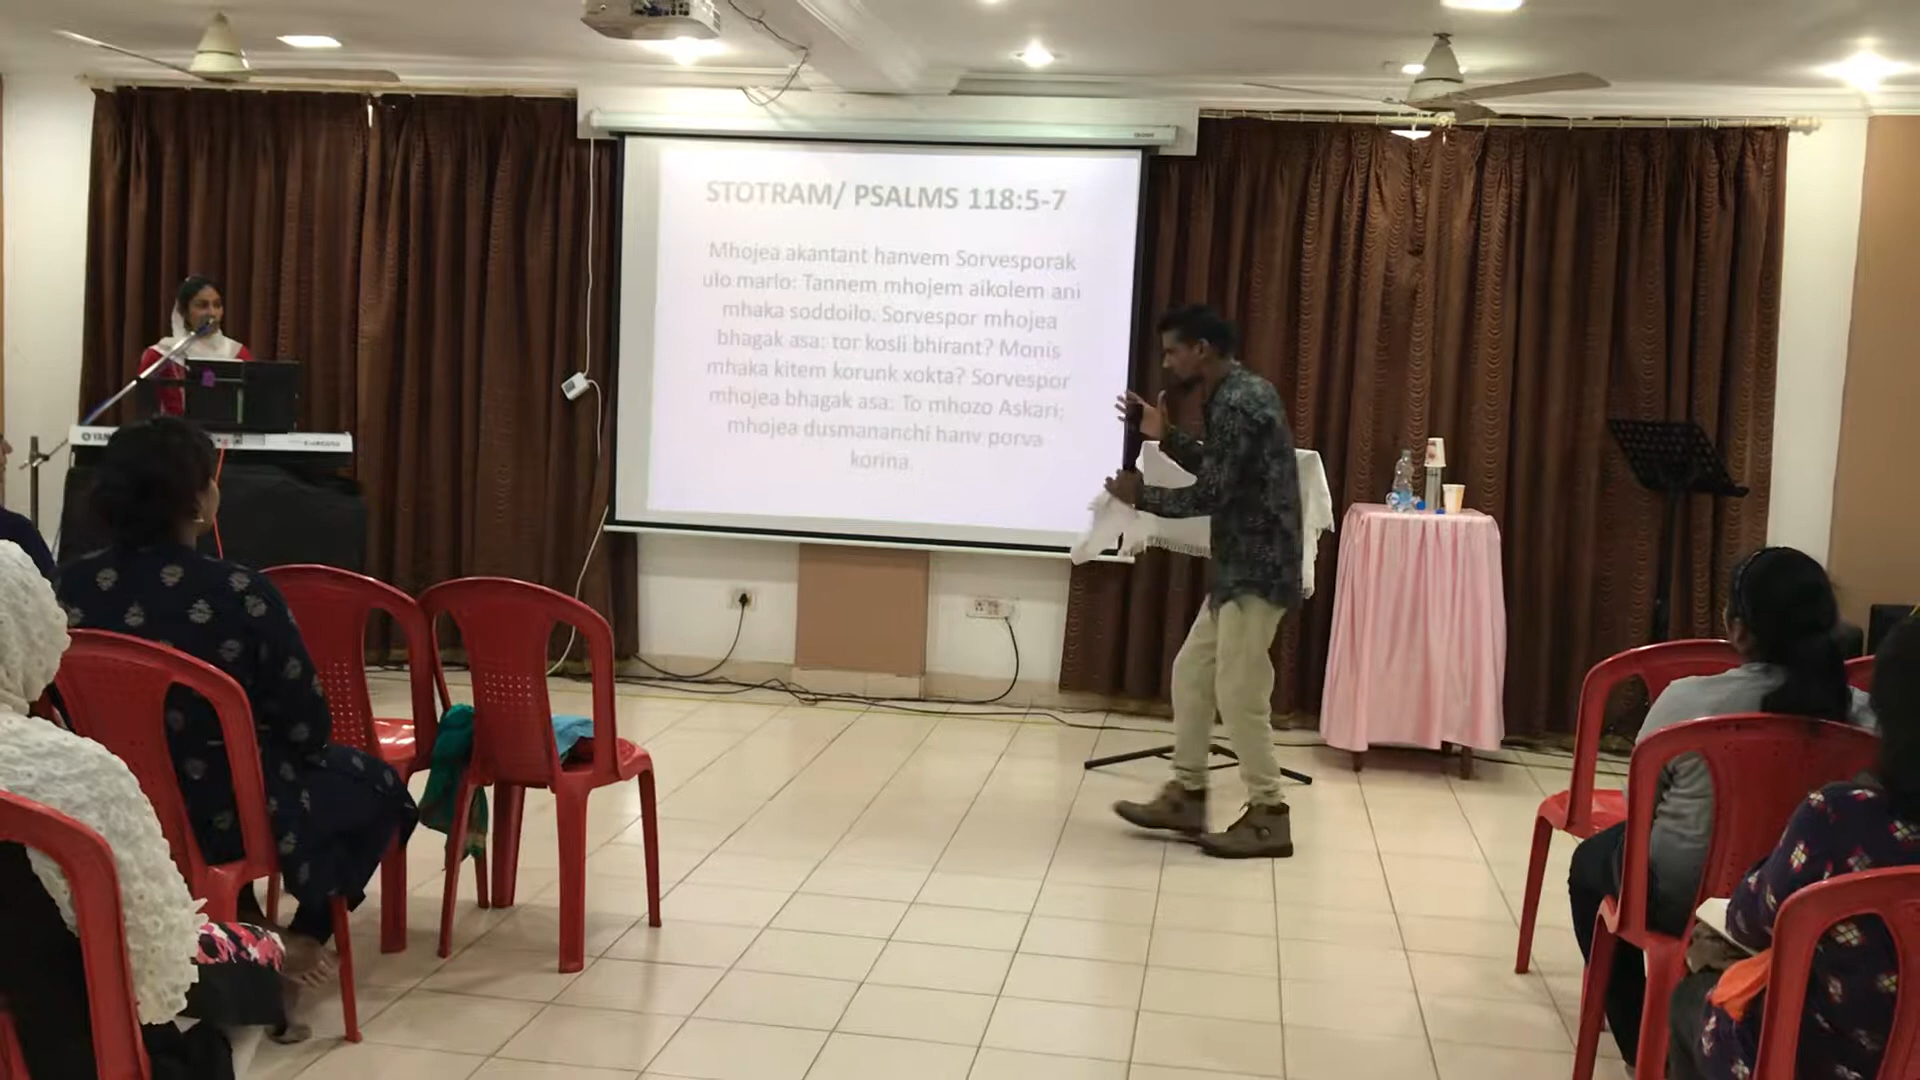 STOTRAM/ PSALMS 118:5-7
Mhojea akantant hanvem Sorvesporak
ulo marlo: Tannem mhojem aikolem ani
mhaka soddoilo. Sorvespor mhojea
bhagak asa: tor kosli bhirant? Monis
mhaka kitem korunk xokta? Sorvespor
mhojea bhagak asa: To mhozo Askari;
mhojea dusmananchi hanv porva
korina.